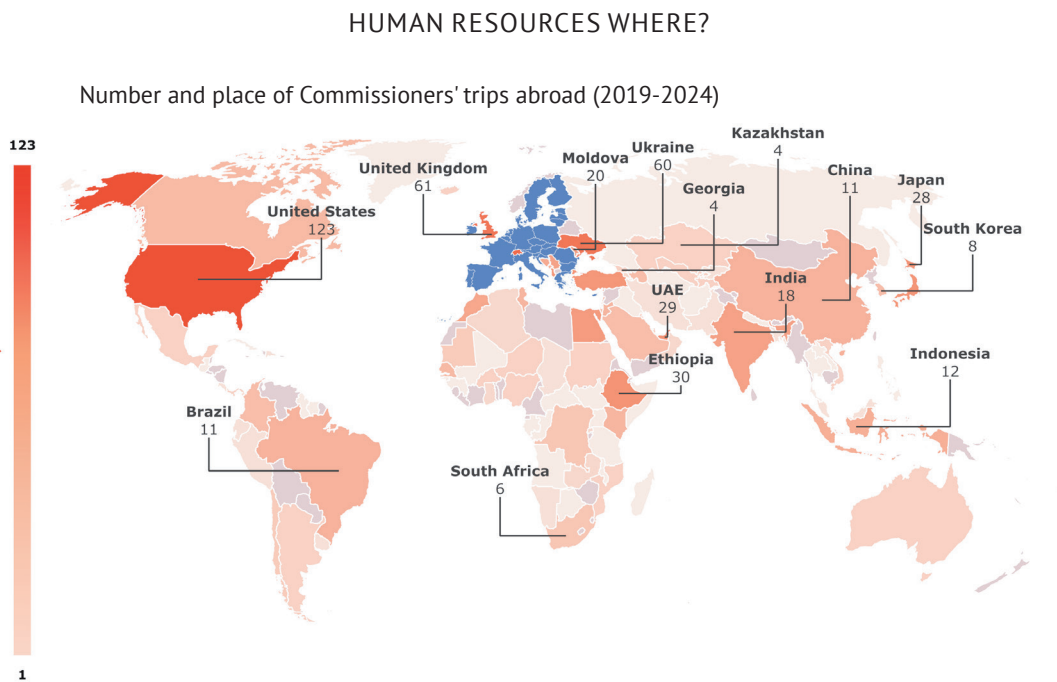 HUMAN RESOURCES WHERE?
Number and place of Commissioners' trips abroad (2019-2024)
123
1
United States
123
United Kingdom
61
Moldova
20
Ukraine
60
Georgia
4
Kazakhstan
4
China
11
Japan
28
South Korea
8
India
18
UAE
29
Ethiopia
30
Indonesia
12
Brazil
11
South Africa
6